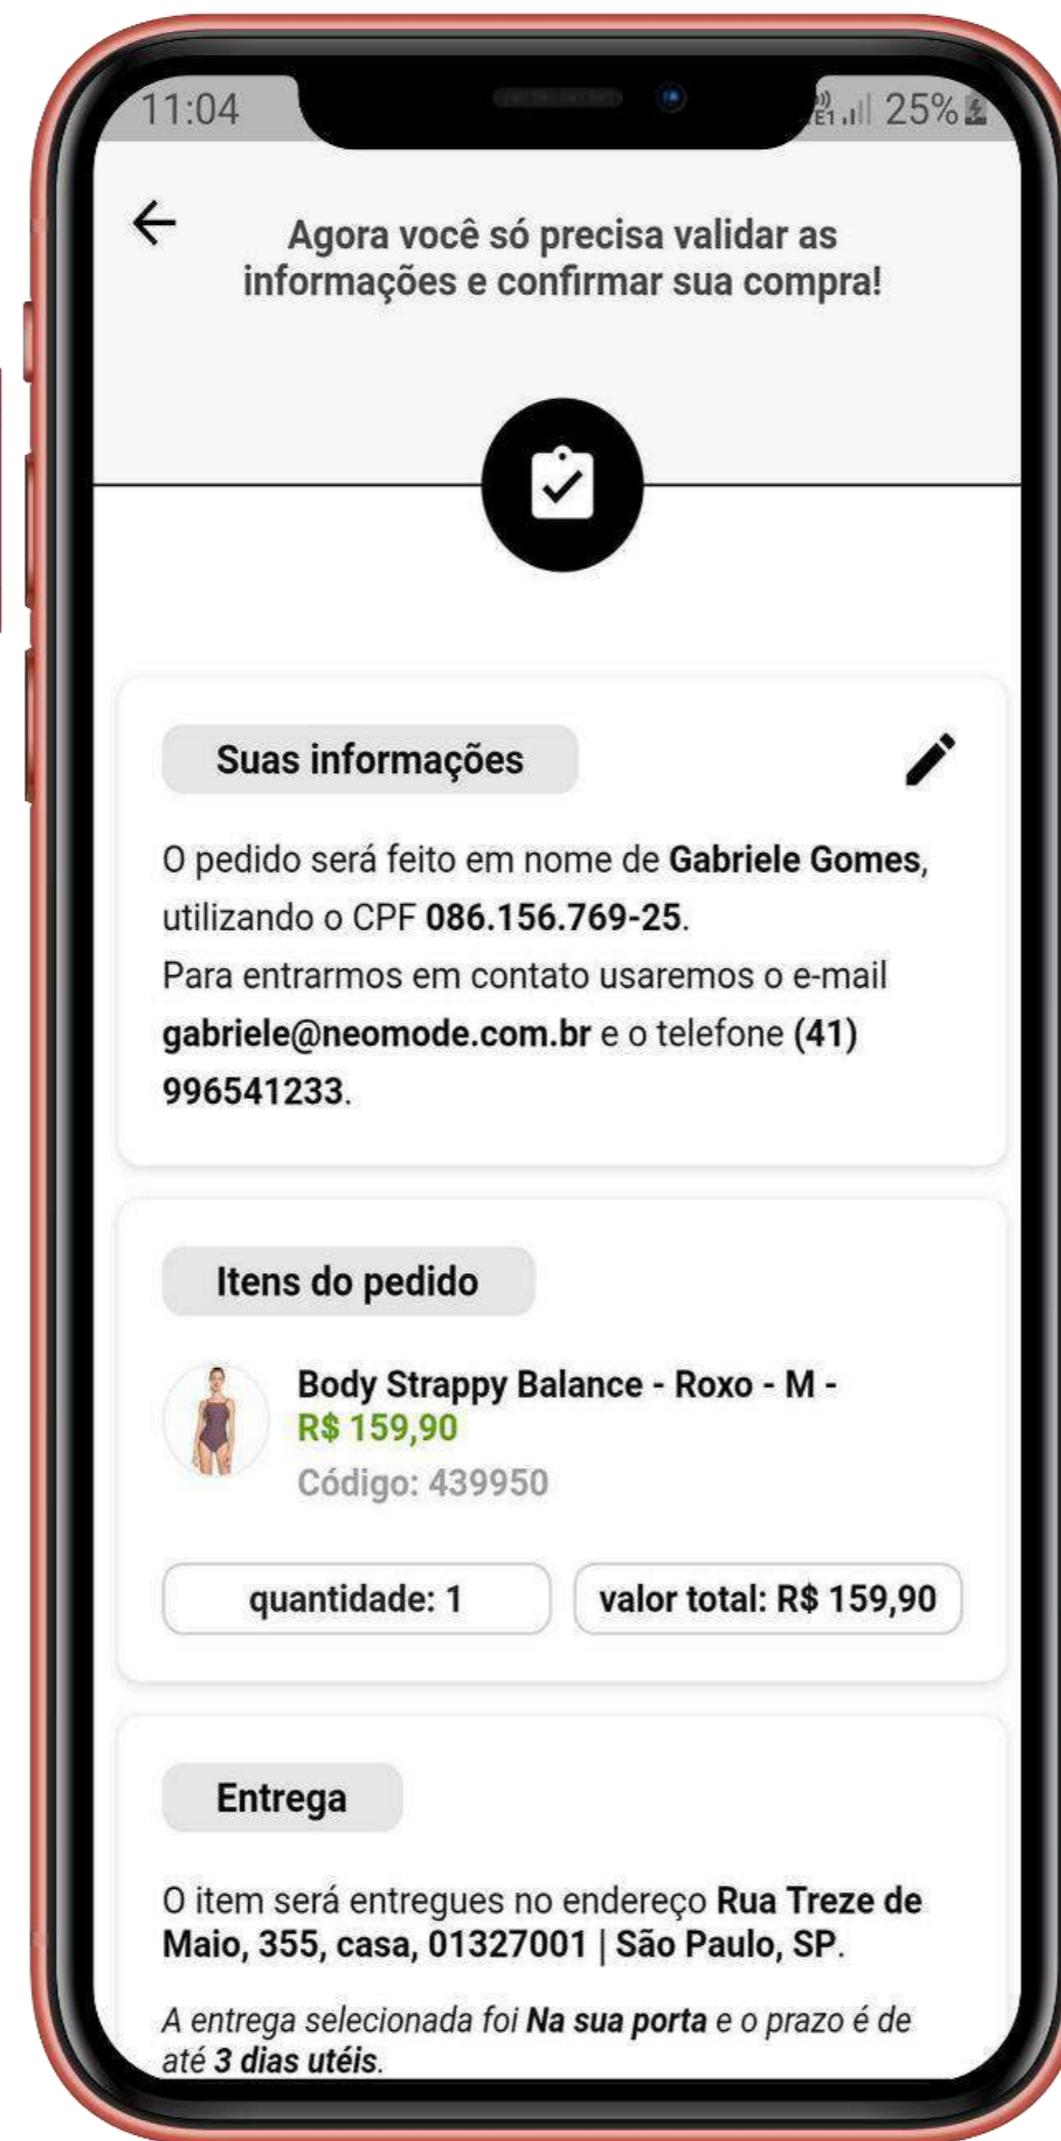 11:04
25%
Agora você só precisa validar as
informações e confirmar sua compra!
Suas informações
O pedido será feito em nome de Gabriele Gomes,
utilizando o CPF 086.156.769-25.
Para entrarmos em contato usaremos o e-mail
gabriele@neomode.com.br e o telefone (41)
996541233.
Itens do pedido
Body Strappy Balance - Roxo - M -
R$ 159,90
Código: 439950
quantidade: 1
valor total: R$ 159,90
Entrega
O item será entregues no endereço Rua Treze de
Maio, 355, casa, 01327001 | São Paulo, SP.
A entrega selecionada foi Na sua porta e o prazo é de
até 3 dias utéis.